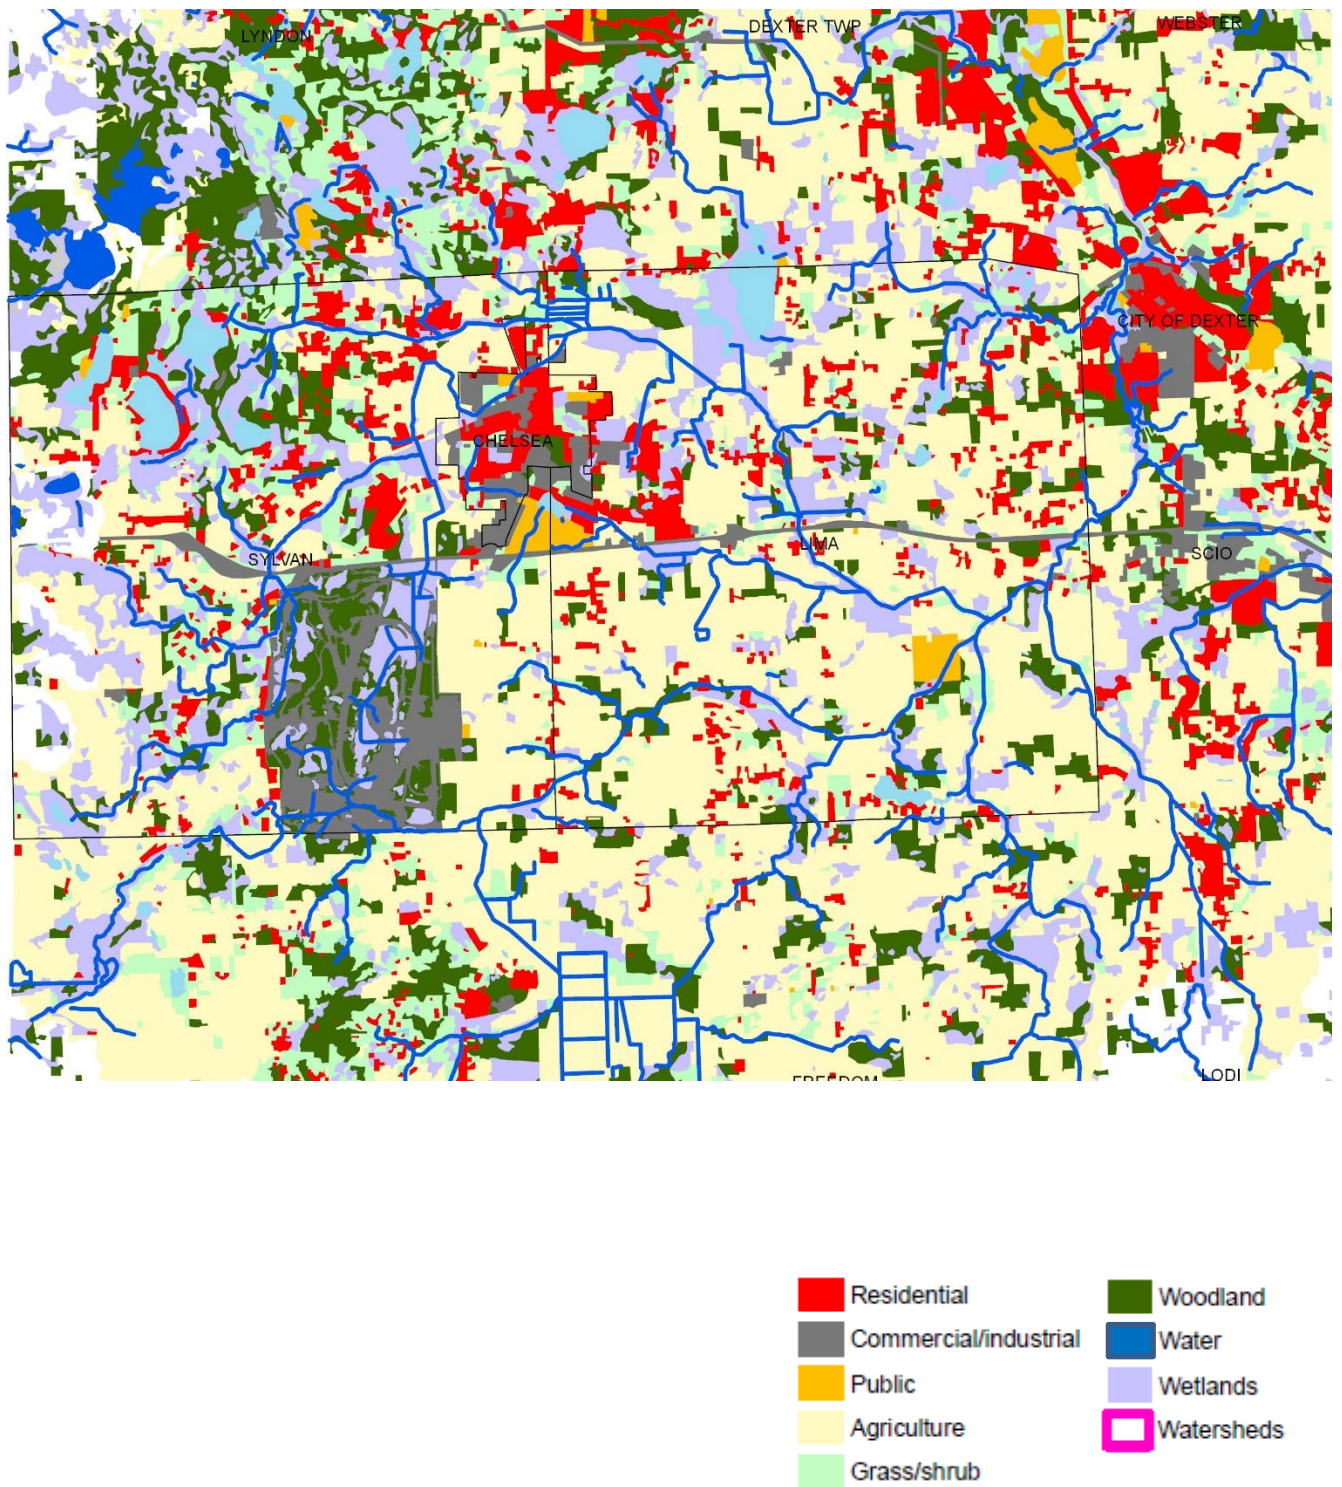 LYNDON
DEXTER TWP
WEBSTER
CITY OF DEXTER
CHELSEA
SYLVAN
LIMA
SCIO
FREEDOM
LODI
Residential
Woodland
Commercial/industrial
Water
Public
Wetlands
Agriculture
Watersheds
Grass/shrub